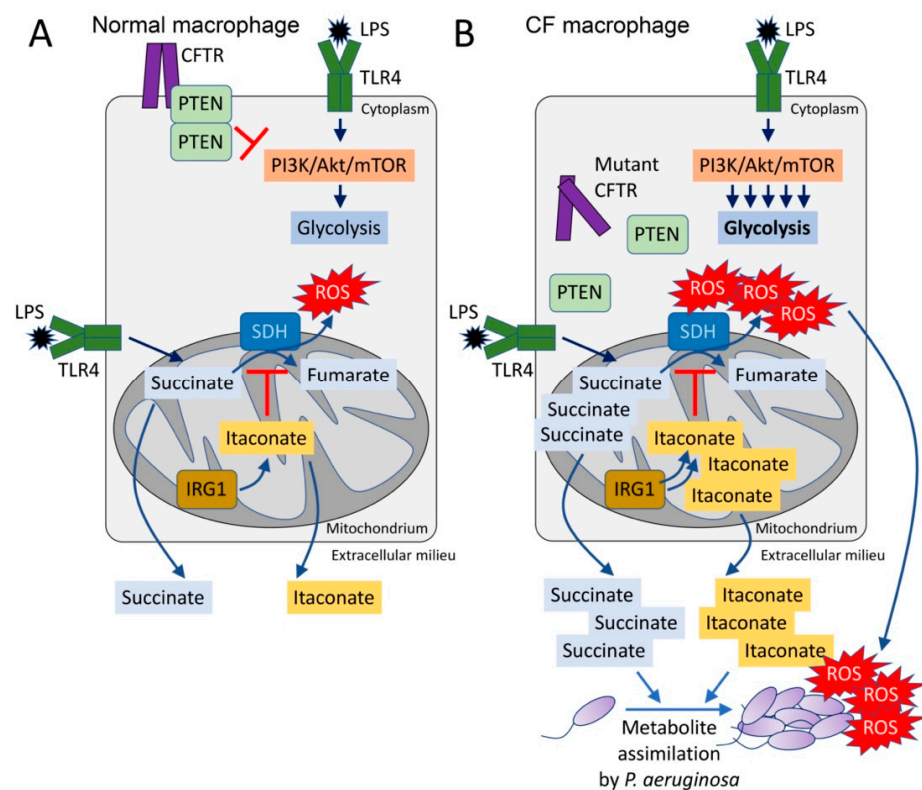 A
Normal macrophage
LPS
CFTR
TLR4
PTEN
Cytoplasm
PTEN
PI3K/Akt/mTOR
Glycolysis
ROS
LPS
SDH
TLR4
Succinate
Fumarate
Itaconate
IRG1
Mitochondrium
Extracellular milieu
Succinate
Itaconate
B
CF macrophage
LPS
TLR4
Cytoplasm
Mutant
CFTR
PI3K/Akt/mTOR
PTEN
Glycolysis
PTEN
ROS
ROS
ROS
LPS
SDH
TLR4
Succinate
Fumarate
Succinate
Succinate
Itaconate
Itaconate
IRG1
Itaconate
Mitochondrium
Extracellular milieu
Succinate
Itaconate
Succinate
Itaconate
Succinate
Itaconate
ROS
ROS
ROS
Metabolite
assimilation
by P. aeruginosa